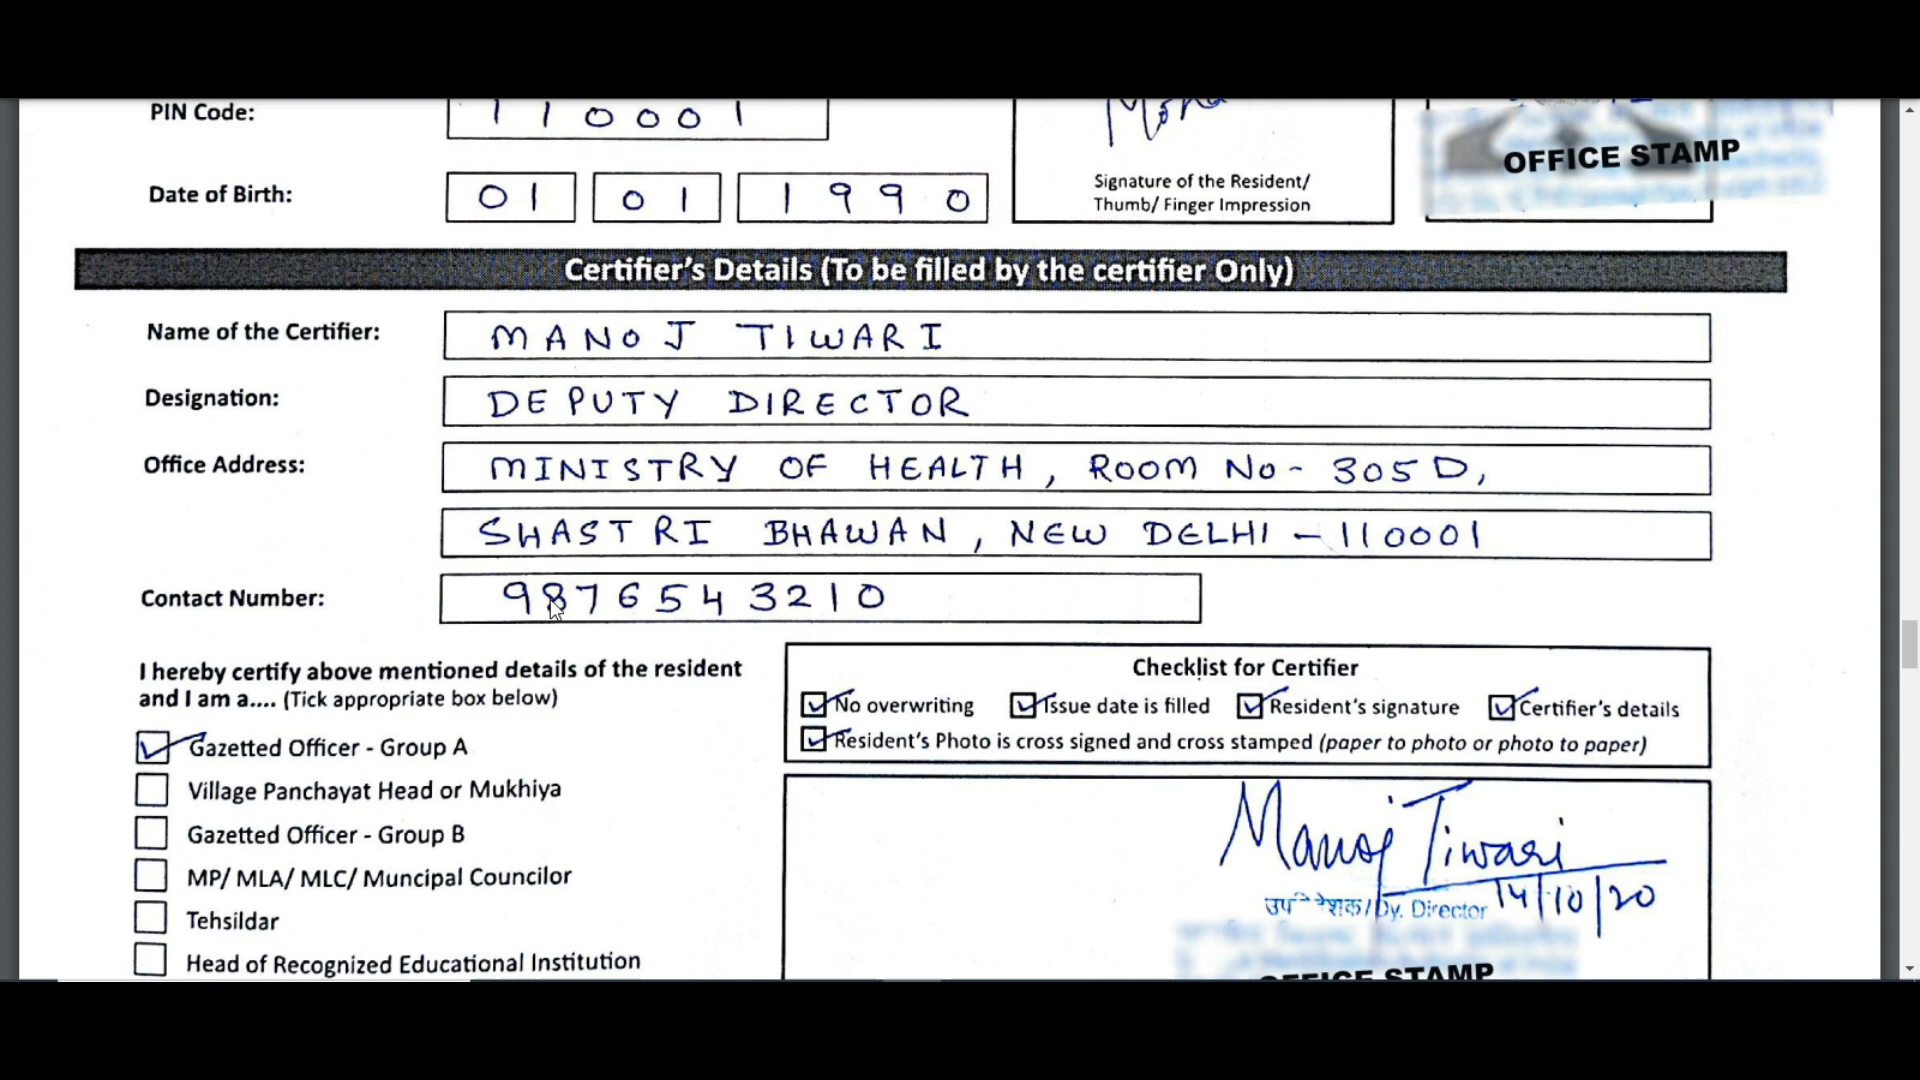 PIN Code: 110001
OFFICE STAMP
Date of Birth: 01 01 1990
Signature of the Resident/
Thumb/ Finger Impression
Certifier's Details (To be filled by the certifier Only)
Name of the Certifier: MANOJ TIWARI
Designation: DEPUTY DIRECTOR
Office Address: MINISTRY OF HEALTH, ROOM NO - 305D,
SHASTRI BHAWAN, NEW DELHI - 110001
Contact Number: 9876543210
I hereby certify above mentioned details of the resident
and I am a.... (Tick appropriate box below)
Gazetted Officer - Group A
Village Panchayat Head or Mukhiya
Gazetted Officer - Group B
MP/ MLA/ MLC/ Muncipal Councilor
Tehsildar
Head of Recognized Educational Institution
Checklist for Certifier
No overwriting Issue date is filled Resident's signature Certifier's details
Resident's Photo is cross signed and cross stamped (paper to photo or photo to paper)
Manoj Tiwari
14/10/20
/Dy. Director
OFFICE STAMP